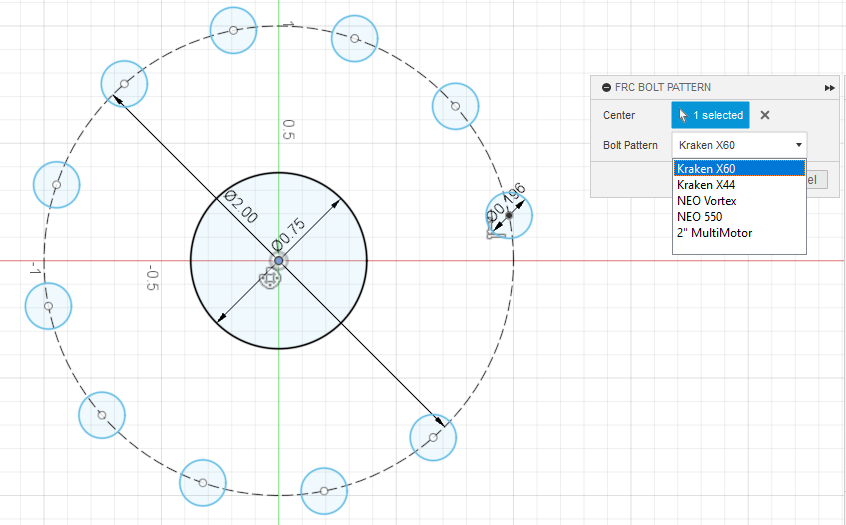 1
0.5
-0.5
-1
Ø2.00
Ø0.75
Ø0.196
FRC BOLT PATTERN
Center
1 selected
Bolt Pattern
Kraken X60
Kraken X60
Kraken X44
NEO Vortex
NEO 550
2" MultiMotor